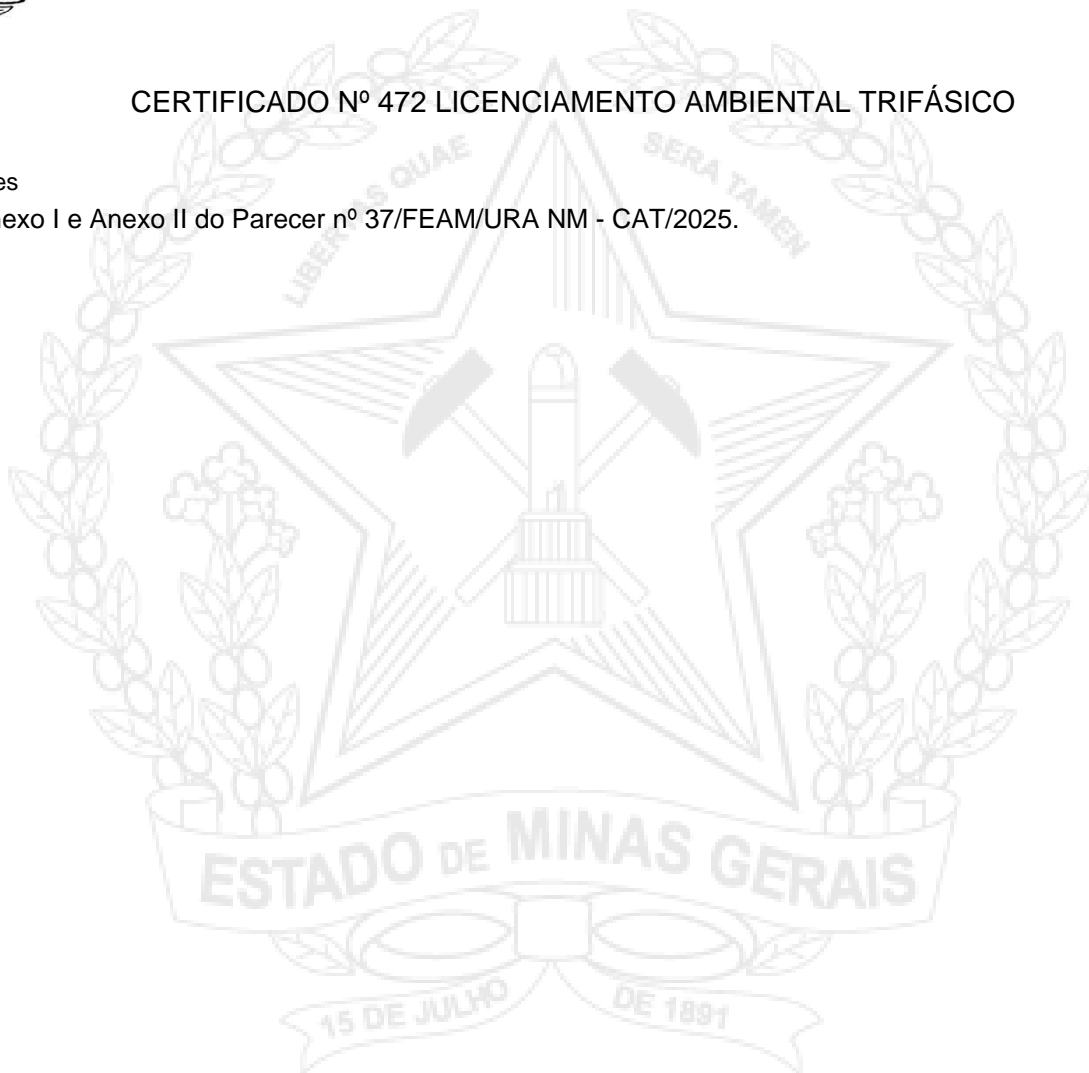 CERTIFICADO Nº 472 LICENCIAMENTO AMBIENTAL TRIFÁSICO
es
nexo I e Anexo II do Parecer nº 37/FEAM/URA NM - CAT/2025.
LIBERTAS QUAE SERA TAMEN
ESTADO DE MINAS GERAIS
15 DE JULHO DE 1891